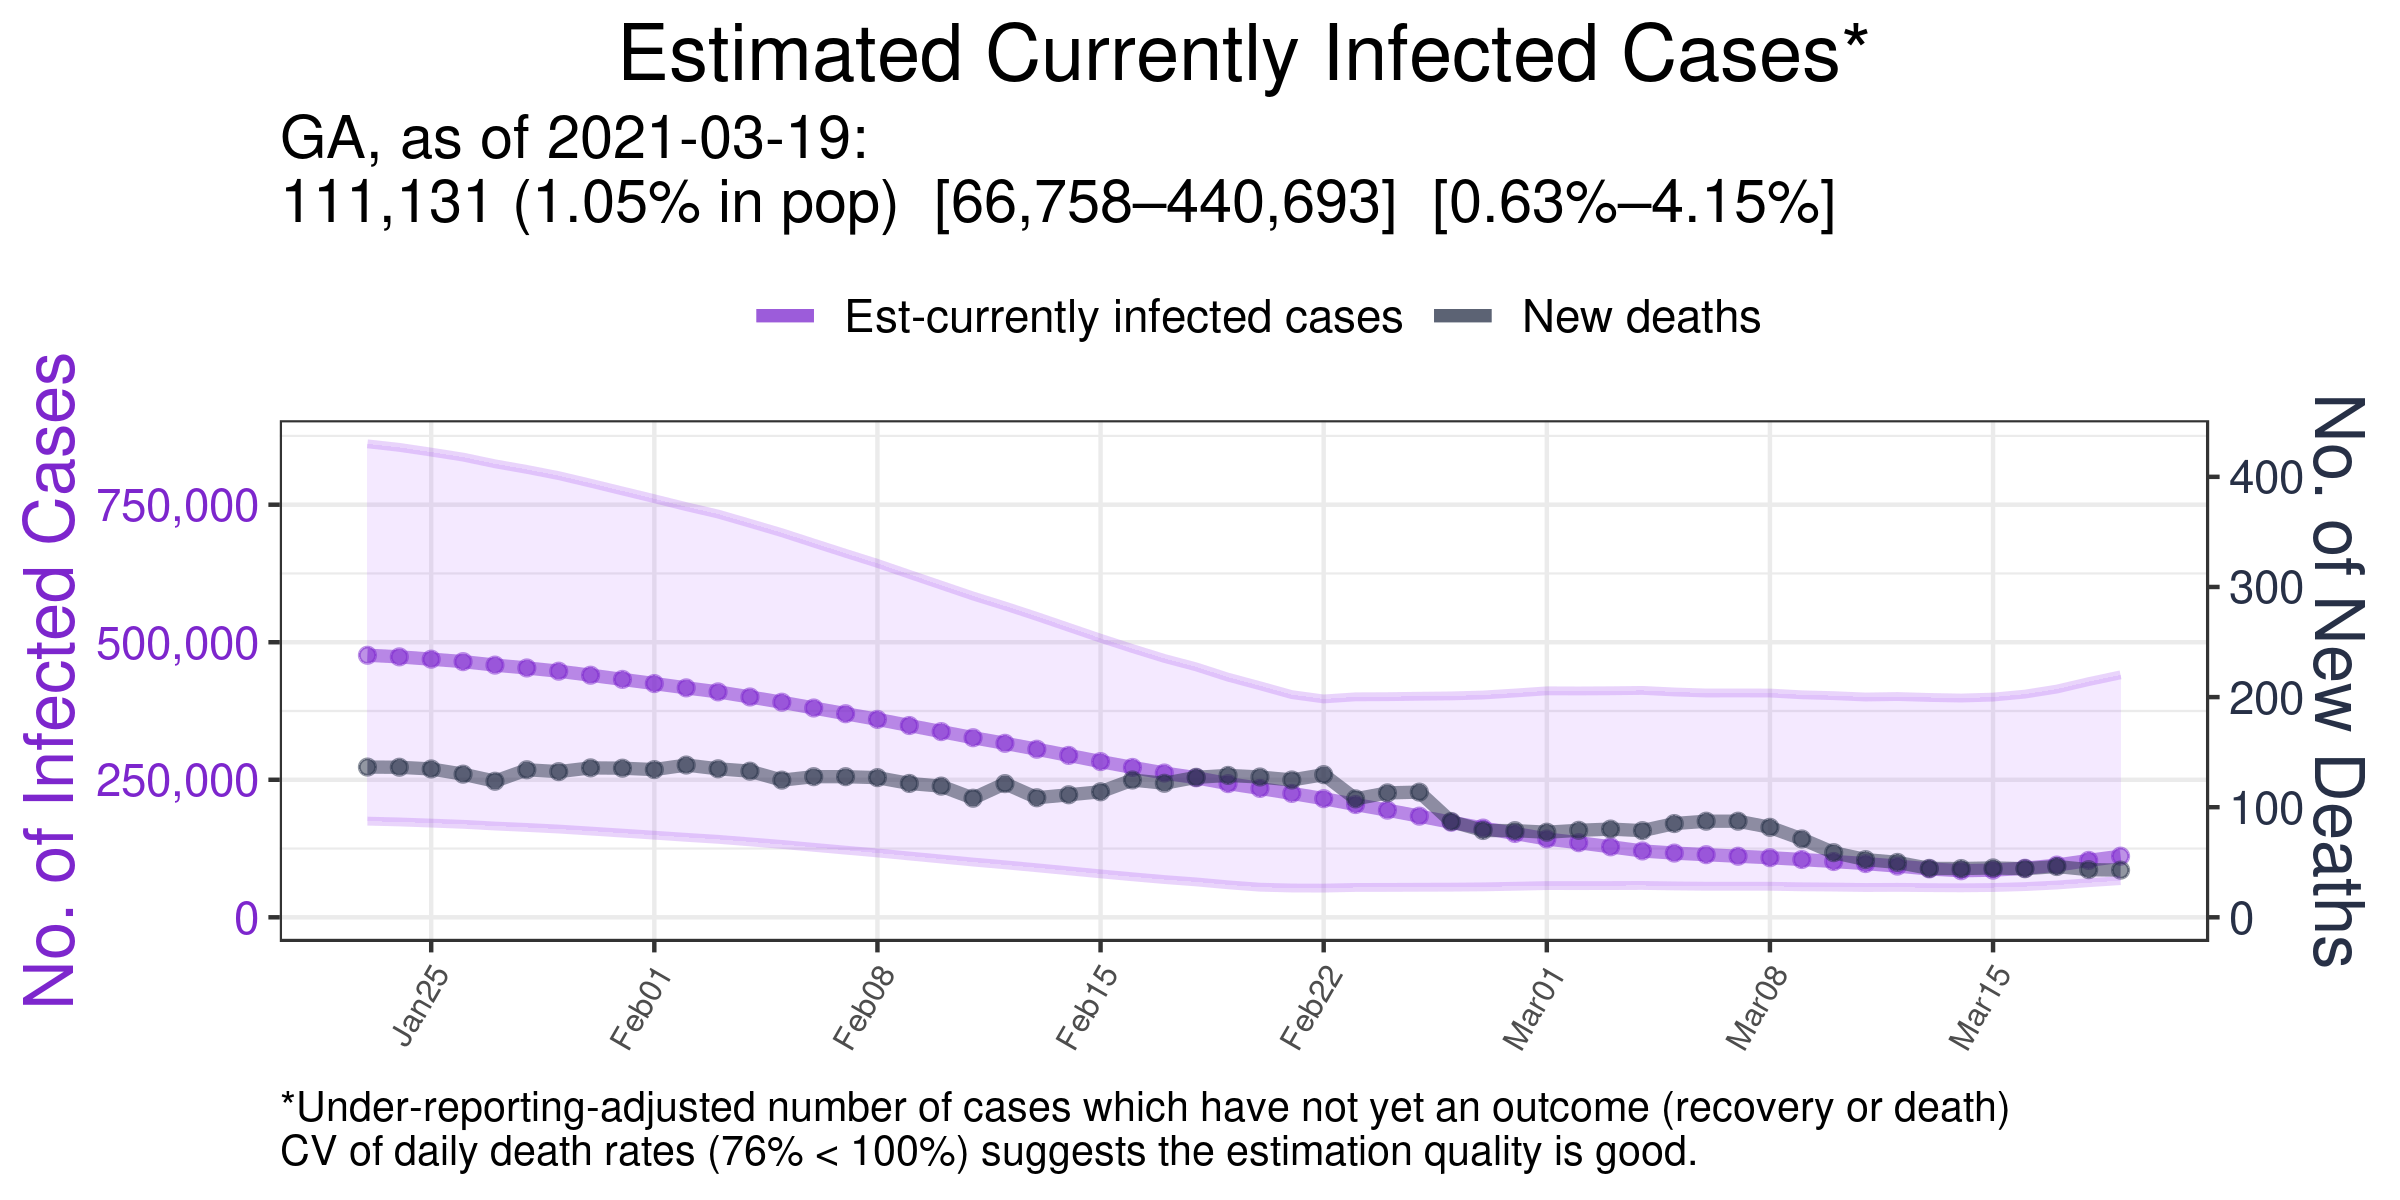 Estimated Currently Infected Cases*
GA, as of 2021-03-19:
111,131 (1.05% in pop)  [66,758–440,693]  [0.63%–4.15%]
Est-currently infected cases
New deaths
No. of Infected Cases
750,000
500,000
250,000
0
No. of New Deaths
400
300
200
100
0
Jan25
Feb01
Feb08
Feb15
Feb22
Mar01
Mar08
Mar15
*Under-reporting-adjusted number of cases which have not yet an outcome (recovery or death)
CV of daily death rates (76% < 100%) suggests the estimation quality is good.